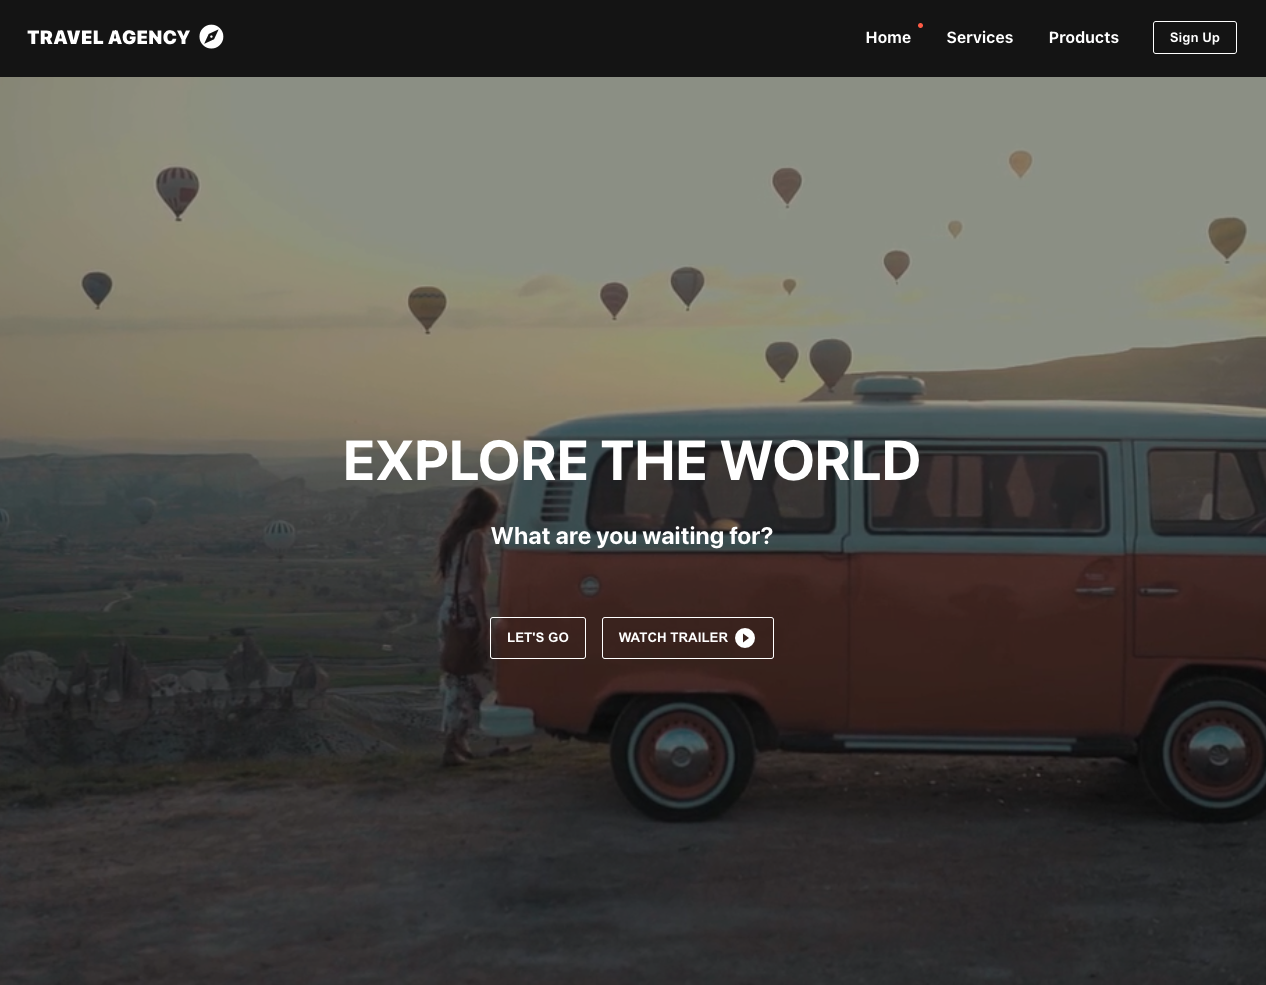 TRAVEL AGENCY
Home
Services
Products
Sign Up
EXPLORE THE WORLD
What are you waiting for?
LET'S GO
WATCH TRAILER